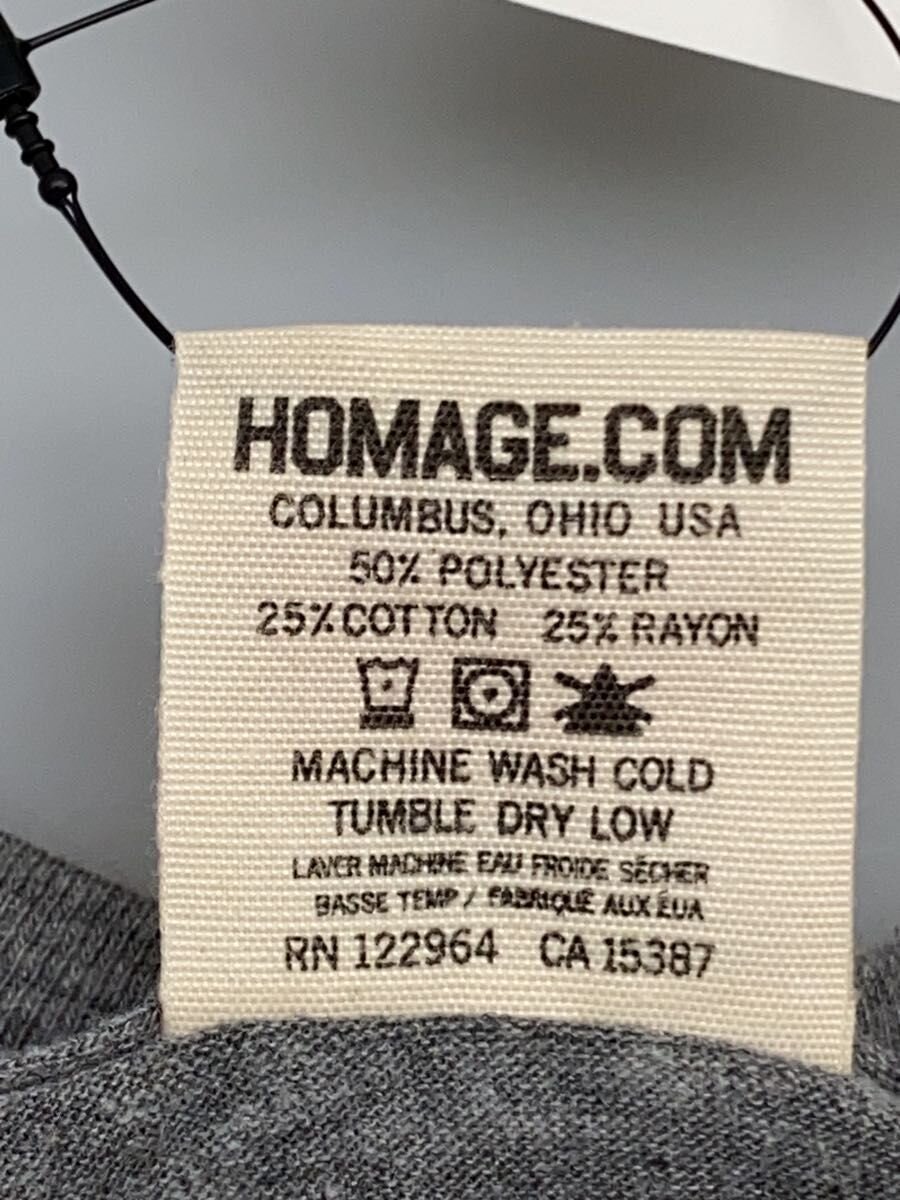 HOMAGE.COM
COLUMBUS, OHIO USA
50% POLYESTER
25% COTTON 25% RAYON
MACHINE WASH COLD
TUMBLE DRY LOW
LAVER MACHINE EAU FROIDE SÉCHER
BASSE TEMP / FABRIQUÉ AUX ÉUA
RN 122964 CA 15387